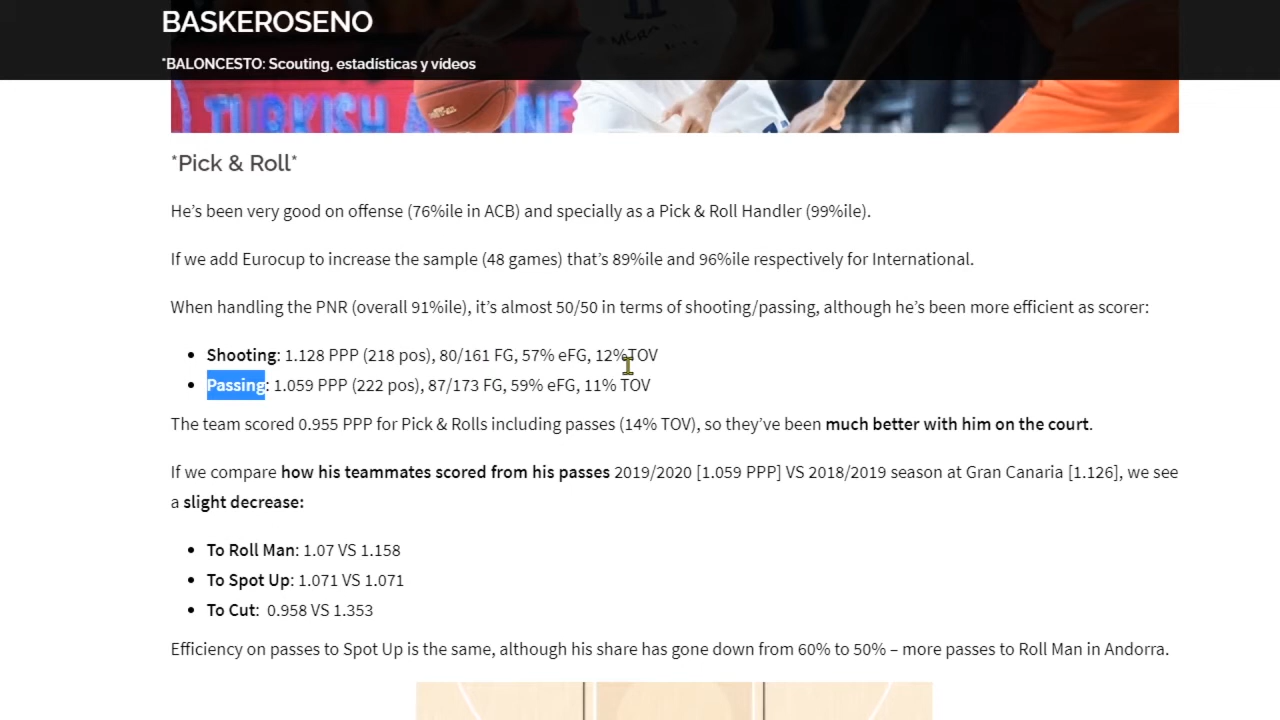 BASKEROSENO
*BALONCESTO: Scouting, estadísticas y vídeos
TURKISH A
*Pick & Roll*
He’s been very good on offense (76%ile in ACB) and specially as a Pick & Roll Handler (99%ile).
If we add Eurocup to increase the sample (48 games) that’s 89%ile and 96%ile respectively for International.
When handling the PNR (overall 91%ile), it’s almost 50/50 in terms of shooting/passing, although he’s been more efficient as scorer:
• Shooting: 1.128 PPP (218 pos), 80/161 FG, 57% eFG, 12% TOV
• Passing: 1.059 PPP (222 pos), 87/173 FG, 59% eFG, 11% TOV
The team scored 0.955 PPP for Pick & Rolls including passes (14% TOV), so they’ve been much better with him on the court.
If we compare how his teammates scored from his passes 2019/2020 [1.059 PPP] VS 2018/2019 season at Gran Canaria [1.126], we see
a slight decrease:
• To Roll Man: 1.07 VS 1.158
• To Spot Up: 1.071 VS 1.071
• To Cut: 0.958 VS 1.353
Efficiency on passes to Spot Up is the same, although his share has gone down from 60% to 50% – more passes to Roll Man in Andorra.